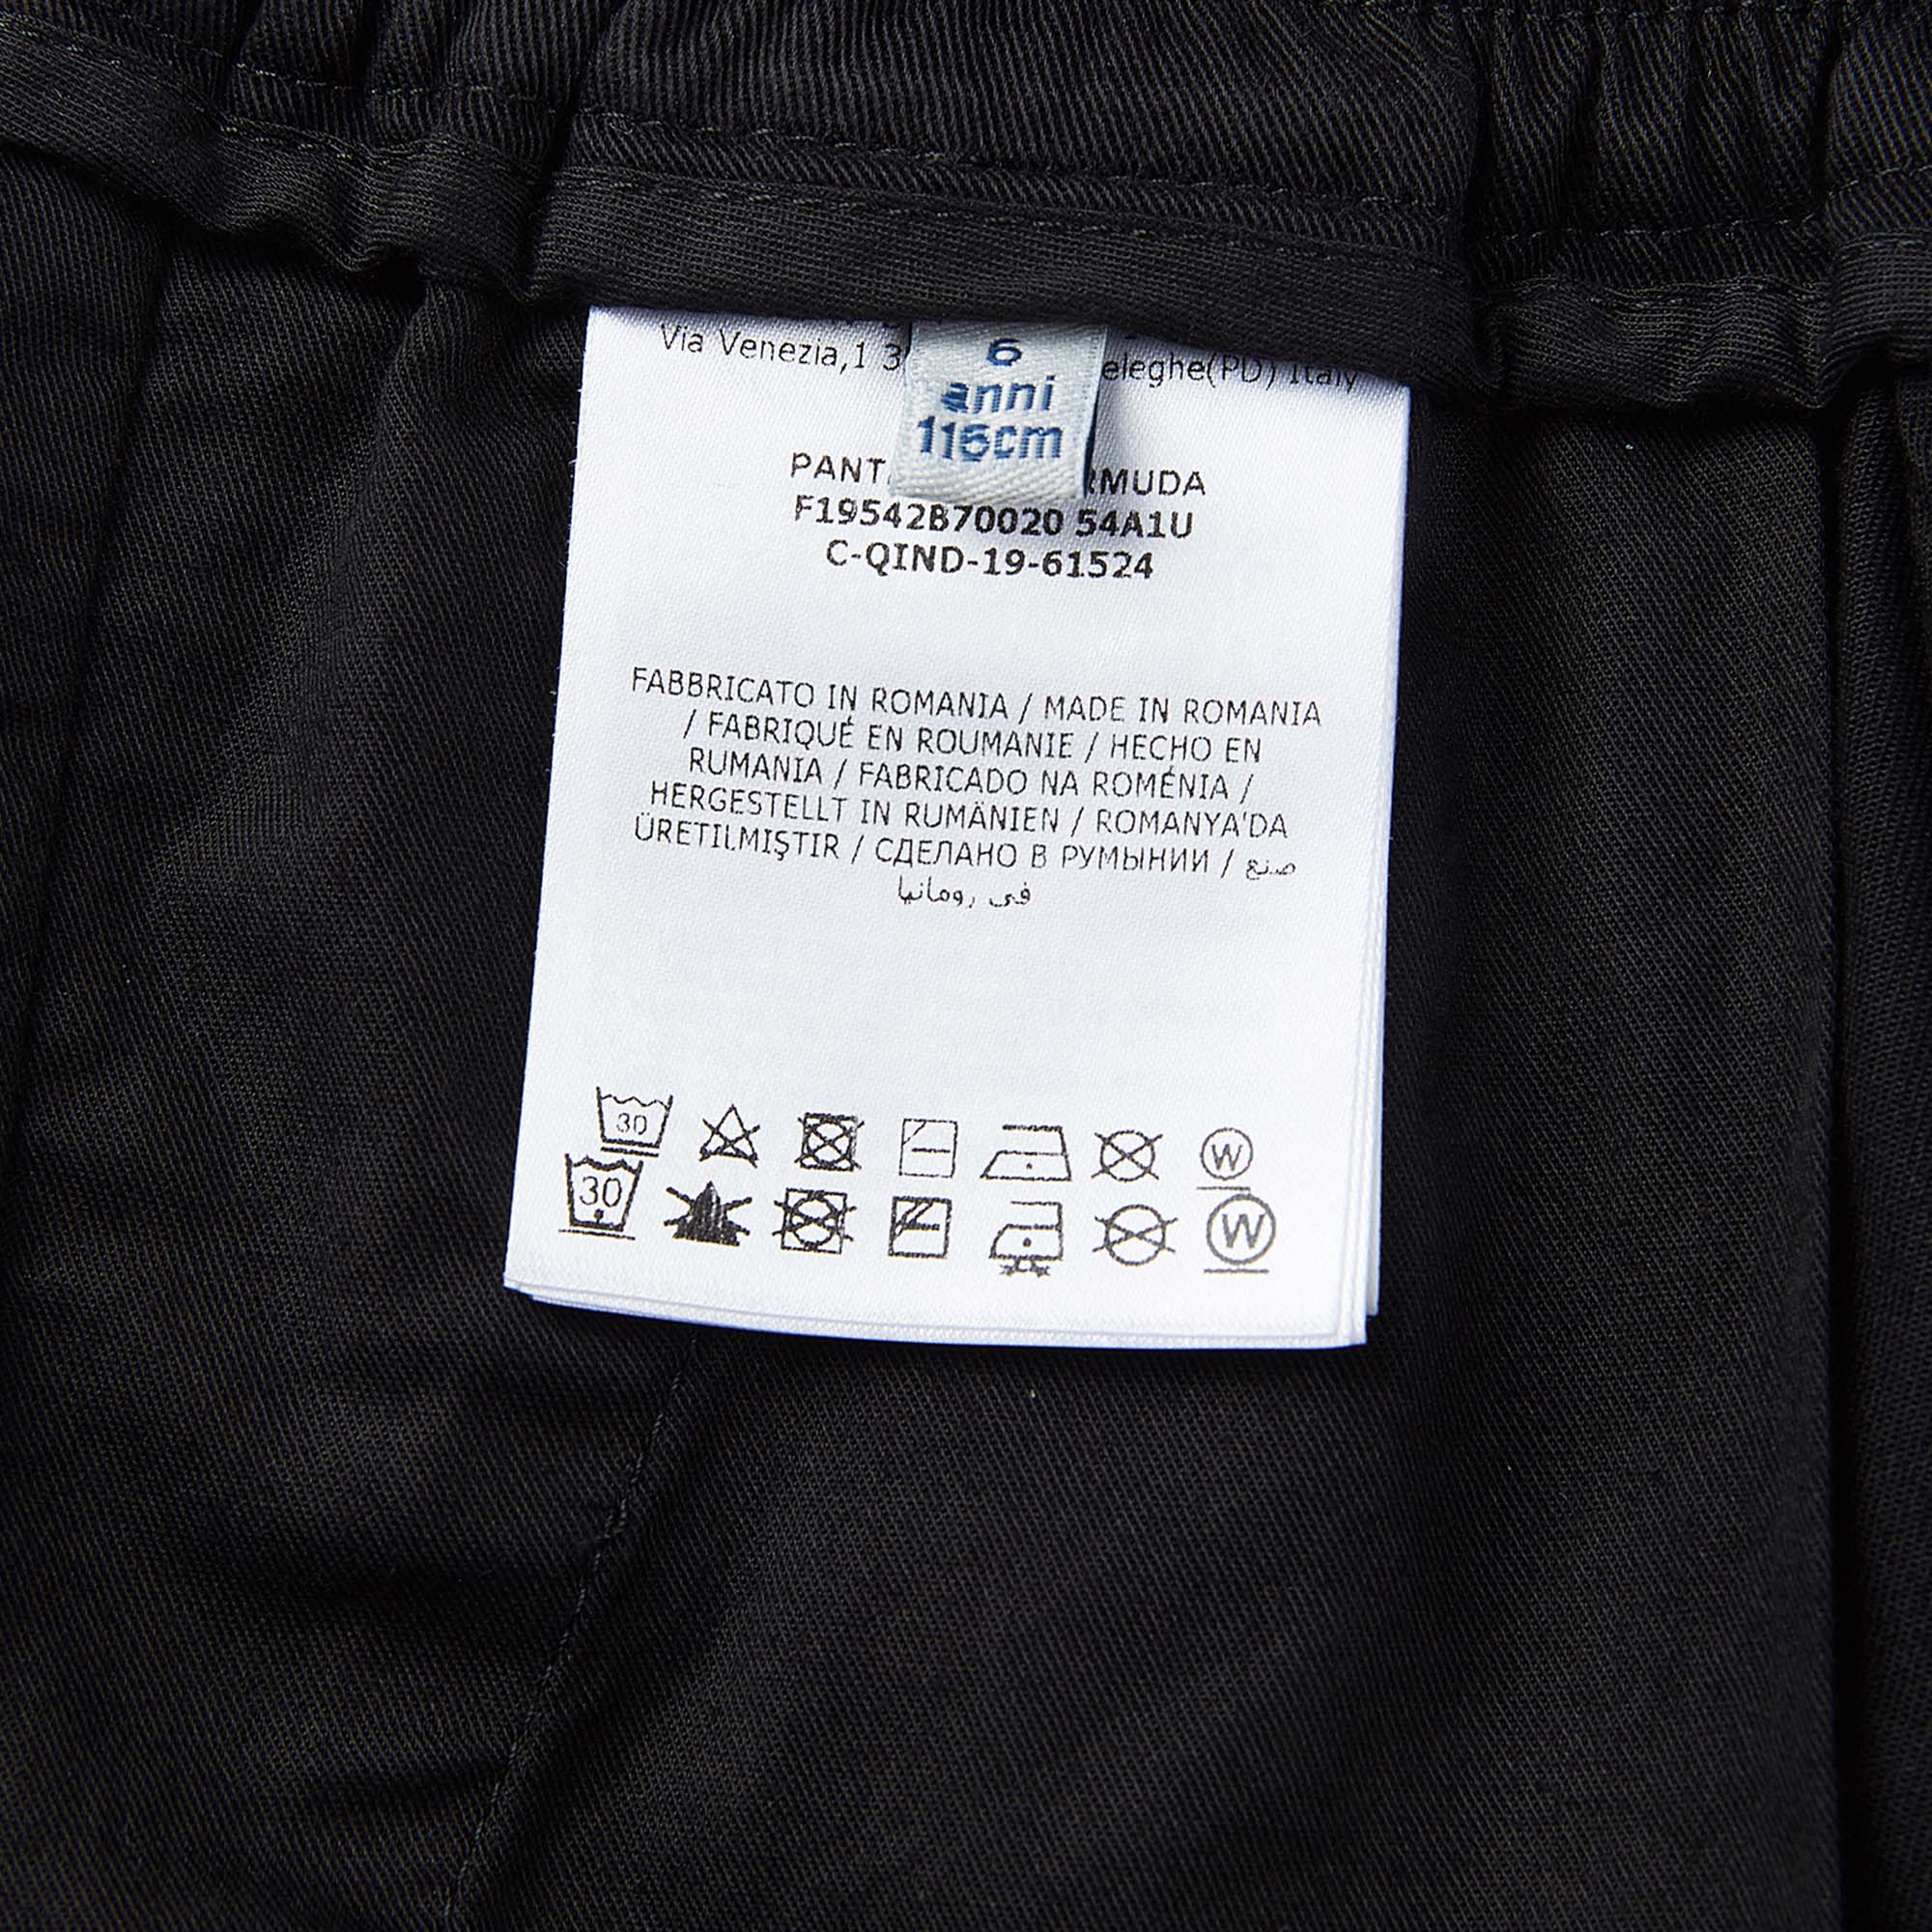 Via Venezia,1 3
eleghe(PD) Italy
6
anni
116cm
PANT RMUDA
F19542B70020 54A1U
C-QIND-19-61524
FABBRICATO IN ROMANIA / MADE IN ROMANIA
/ FABRIQUÉ EN ROUMANIE / HECHO EN
RUMANIA / FABRICADO NA ROMÉNIA /
HERGESTELLT IN RUMÄNIEN / ROMANYA'DA
ÜRETILMIŞTIR / СДЕЛАНО В РУМЫНИИ / صنع
في رومانيا
30 W
30 W